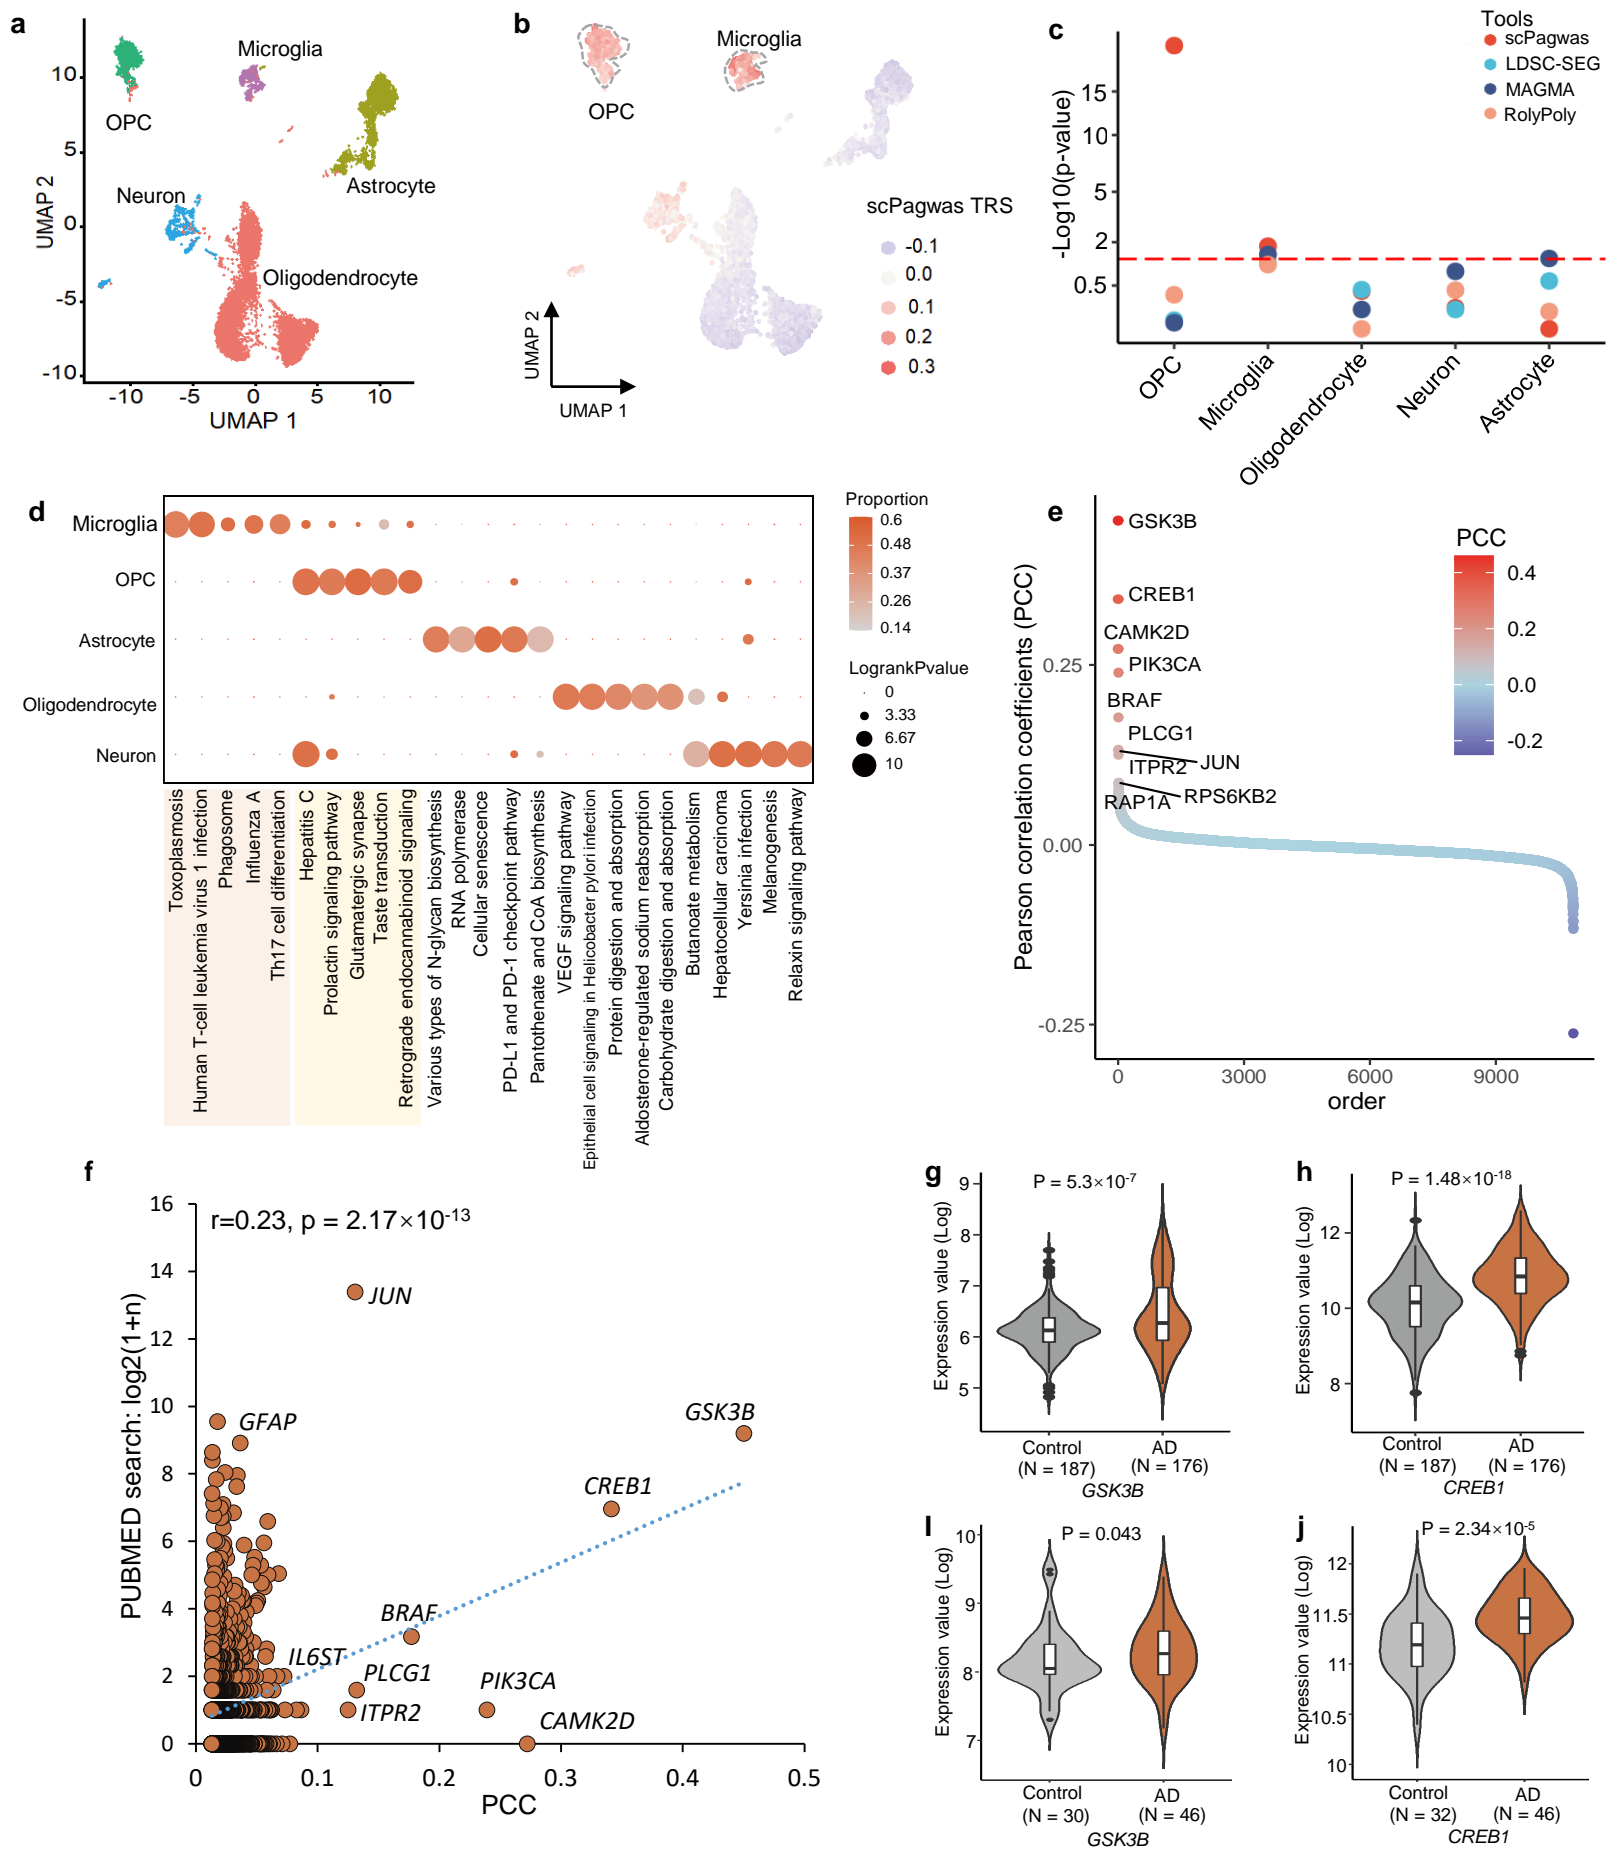 a
10
5
0
-5
-10
-10
-5
0
5
10
UMAP 2
UMAP 1
OPC
Microglia
Astrocyte
Neuron
Oligodendrocyte
b
Microglia
OPC
scPagwas TRS
-0.1
0.0
0.1
0.2
0.3
UMAP 2
UMAP 1
c
Tools
scPagwas
LDSC-SEG
MAGMA
RolyPoly
-Log10(p-value)
15
10
5
2
0.5
OPC
Microglia
Oligodendrocyte
Neuron
Astrocyte
d
Microglia
OPC
Astrocyte
Oligodendrocyte
Neuron
Toxoplasmosis
Human T-cell leukemia virus 1 infection
Phagosome
Influenza A
Th17 cell differentiation
Hepatitis C
Prolactin signaling pathway
Glutamatergic synapse
Taste transduction
Retrograde endocannabinoid signaling
Various types of N-glycan biosynthesis
RNA polymerase
Cellular senescence
PD-L1 and PD-1 checkpoint pathway
Pantothenate and CoA biosynthesis
VEGF signaling pathway
Epithelial cell signaling in Helicobacter pylori infection
Protein digestion and absorption
Aldosterone-regulated sodium reabsorption
Carbohydrate digestion and absorption
Butanoate metabolism
Hepatocellular carcinoma
Yersinia infection
Melanogenesis
Relaxin signaling pathway
Proportion
0.6
0.48
0.37
0.26
0.14
LogrankPvalue
0
3.33
6.67
10
e
Pearson correlation coefficients (PCC)
0.25
0.00
-0.25
0
3000
6000
9000
order
GSK3B
CREB1
CAMK2D
PIK3CA
BRAF
PLCG1
JUN
ITPR2
RPS6KB2
RAP1A
PCC
0.4
0.2
0.0
-0.2
f
r=0.23, p = 2.17×10-13
PUBMED search: log2(1+n)
16
14
12
10
8
6
4
2
0
0
0.1
0.2
0.3
0.4
0.5
PCC
JUN
GFAP
GSK3B
CREB1
BRAF
IL6ST
PLCG1
ITPR2
PIK3CA
CAMK2D
g
P = 5.3×10-7
Expression value (Log)
9
8
7
6
5
Control
(N = 187)
AD
(N = 176)
GSK3B
h
P = 1.48×10-18
Expression value (Log)
12
10
8
Control
(N = 187)
AD
(N = 176)
CREB1
I
P = 0.043
Expression value (Log)
10
9
8
7
Control
(N = 30)
AD
(N = 46)
GSK3B
j
P = 2.34×10-5
Expression value (Log)
12
11.5
11
10.5
10
Control
(N = 32)
AD
(N = 46)
CREB1